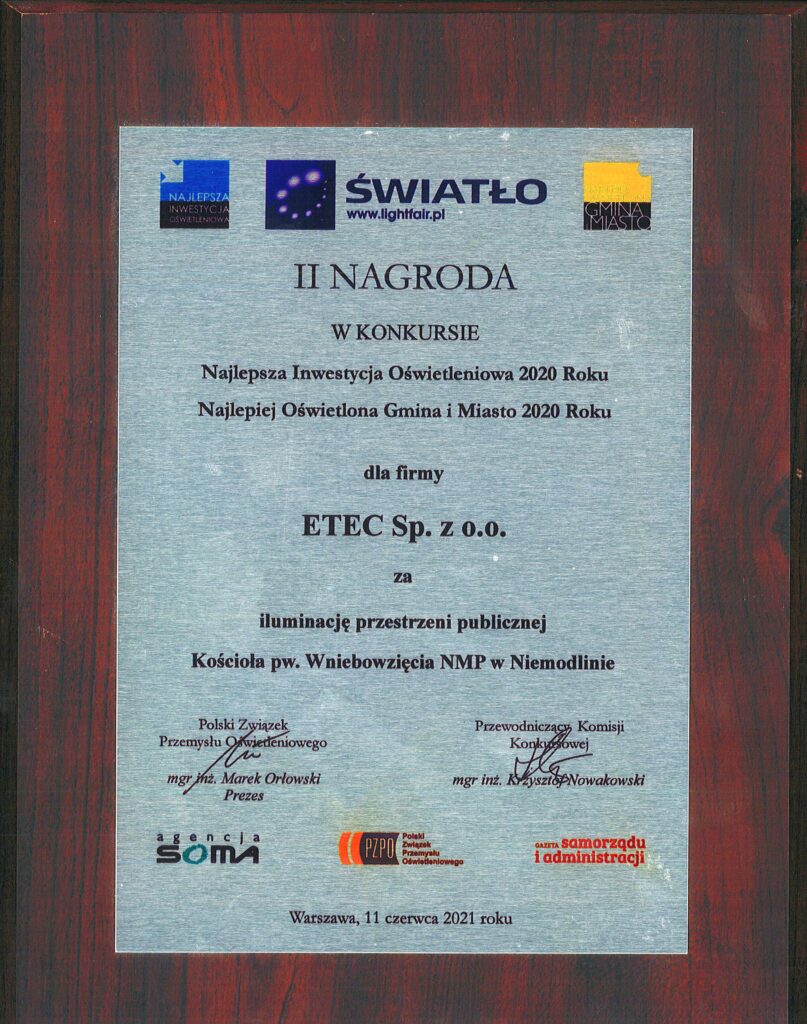 NAJLEPSZA
INWESTYCJA
OŚWIETLENIOWA
ŚWIATŁO
www.lightfair.pl
GMINA
I MIASTO
II NAGRODA
W KONKURSIE
Najlepsza Inwestycja Oświetleniowa 2020 Roku
Najlepiej Oświetlona Gmina i Miasto 2020 Roku
dla firmy
ETEC Sp. z o.o.
za
iluminację przestrzeni publicznej
Kościoła pw. Wniebowzięcia NMP w Niemodlinie
Polski Związek
Przemysłu Oświetleniowego
mgr inż. Marek Orłowski
Prezes
Przewodniczący Komisji
Konkursowej
mgr inż. Krzysztof Nowakowski
agencja
SOMA
PZPO
Polski
Związek
Przemysłu
Oświetleniowego
GAZETA samorządu
i administracji
Warszawa, 11 czerwca 2021 roku